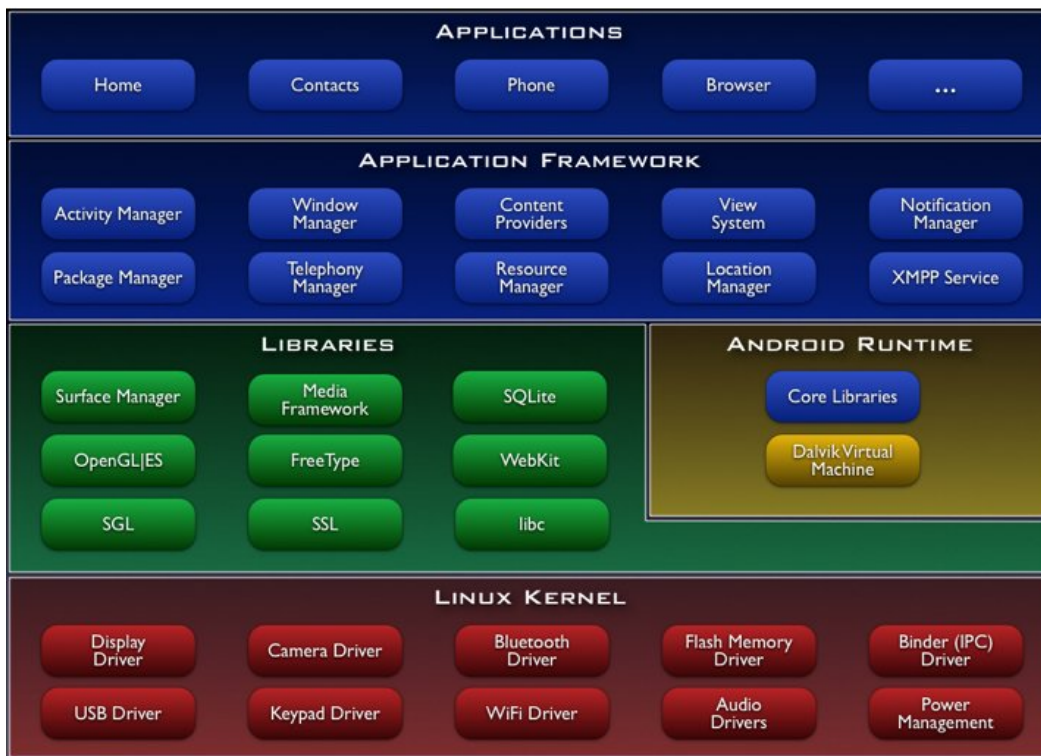 APPLICATIONS
Home
Contacts
Phone
Browser
...
APPLICATION FRAMEWORK
Activity Manager
Window
Manager
Content
Providers
View
System
Notification
Manager
Package Manager
Telephony
Manager
Resource
Manager
Location
Manager
XMPP Service
LIBRARIES
Surface Manager
Media
Framework
SQLite
OpenGL|ES
FreeType
WebKit
SGL
SSL
libc
ANDROID RUNTIME
Core Libraries
Dalvik Virtual
Machine
LINUX KERNEL
Display
Driver
Camera Driver
Bluetooth
Driver
Flash Memory
Driver
Binder (IPC)
Driver
USB Driver
Keypad Driver
WiFi Driver
Audio
Drivers
Power
Management